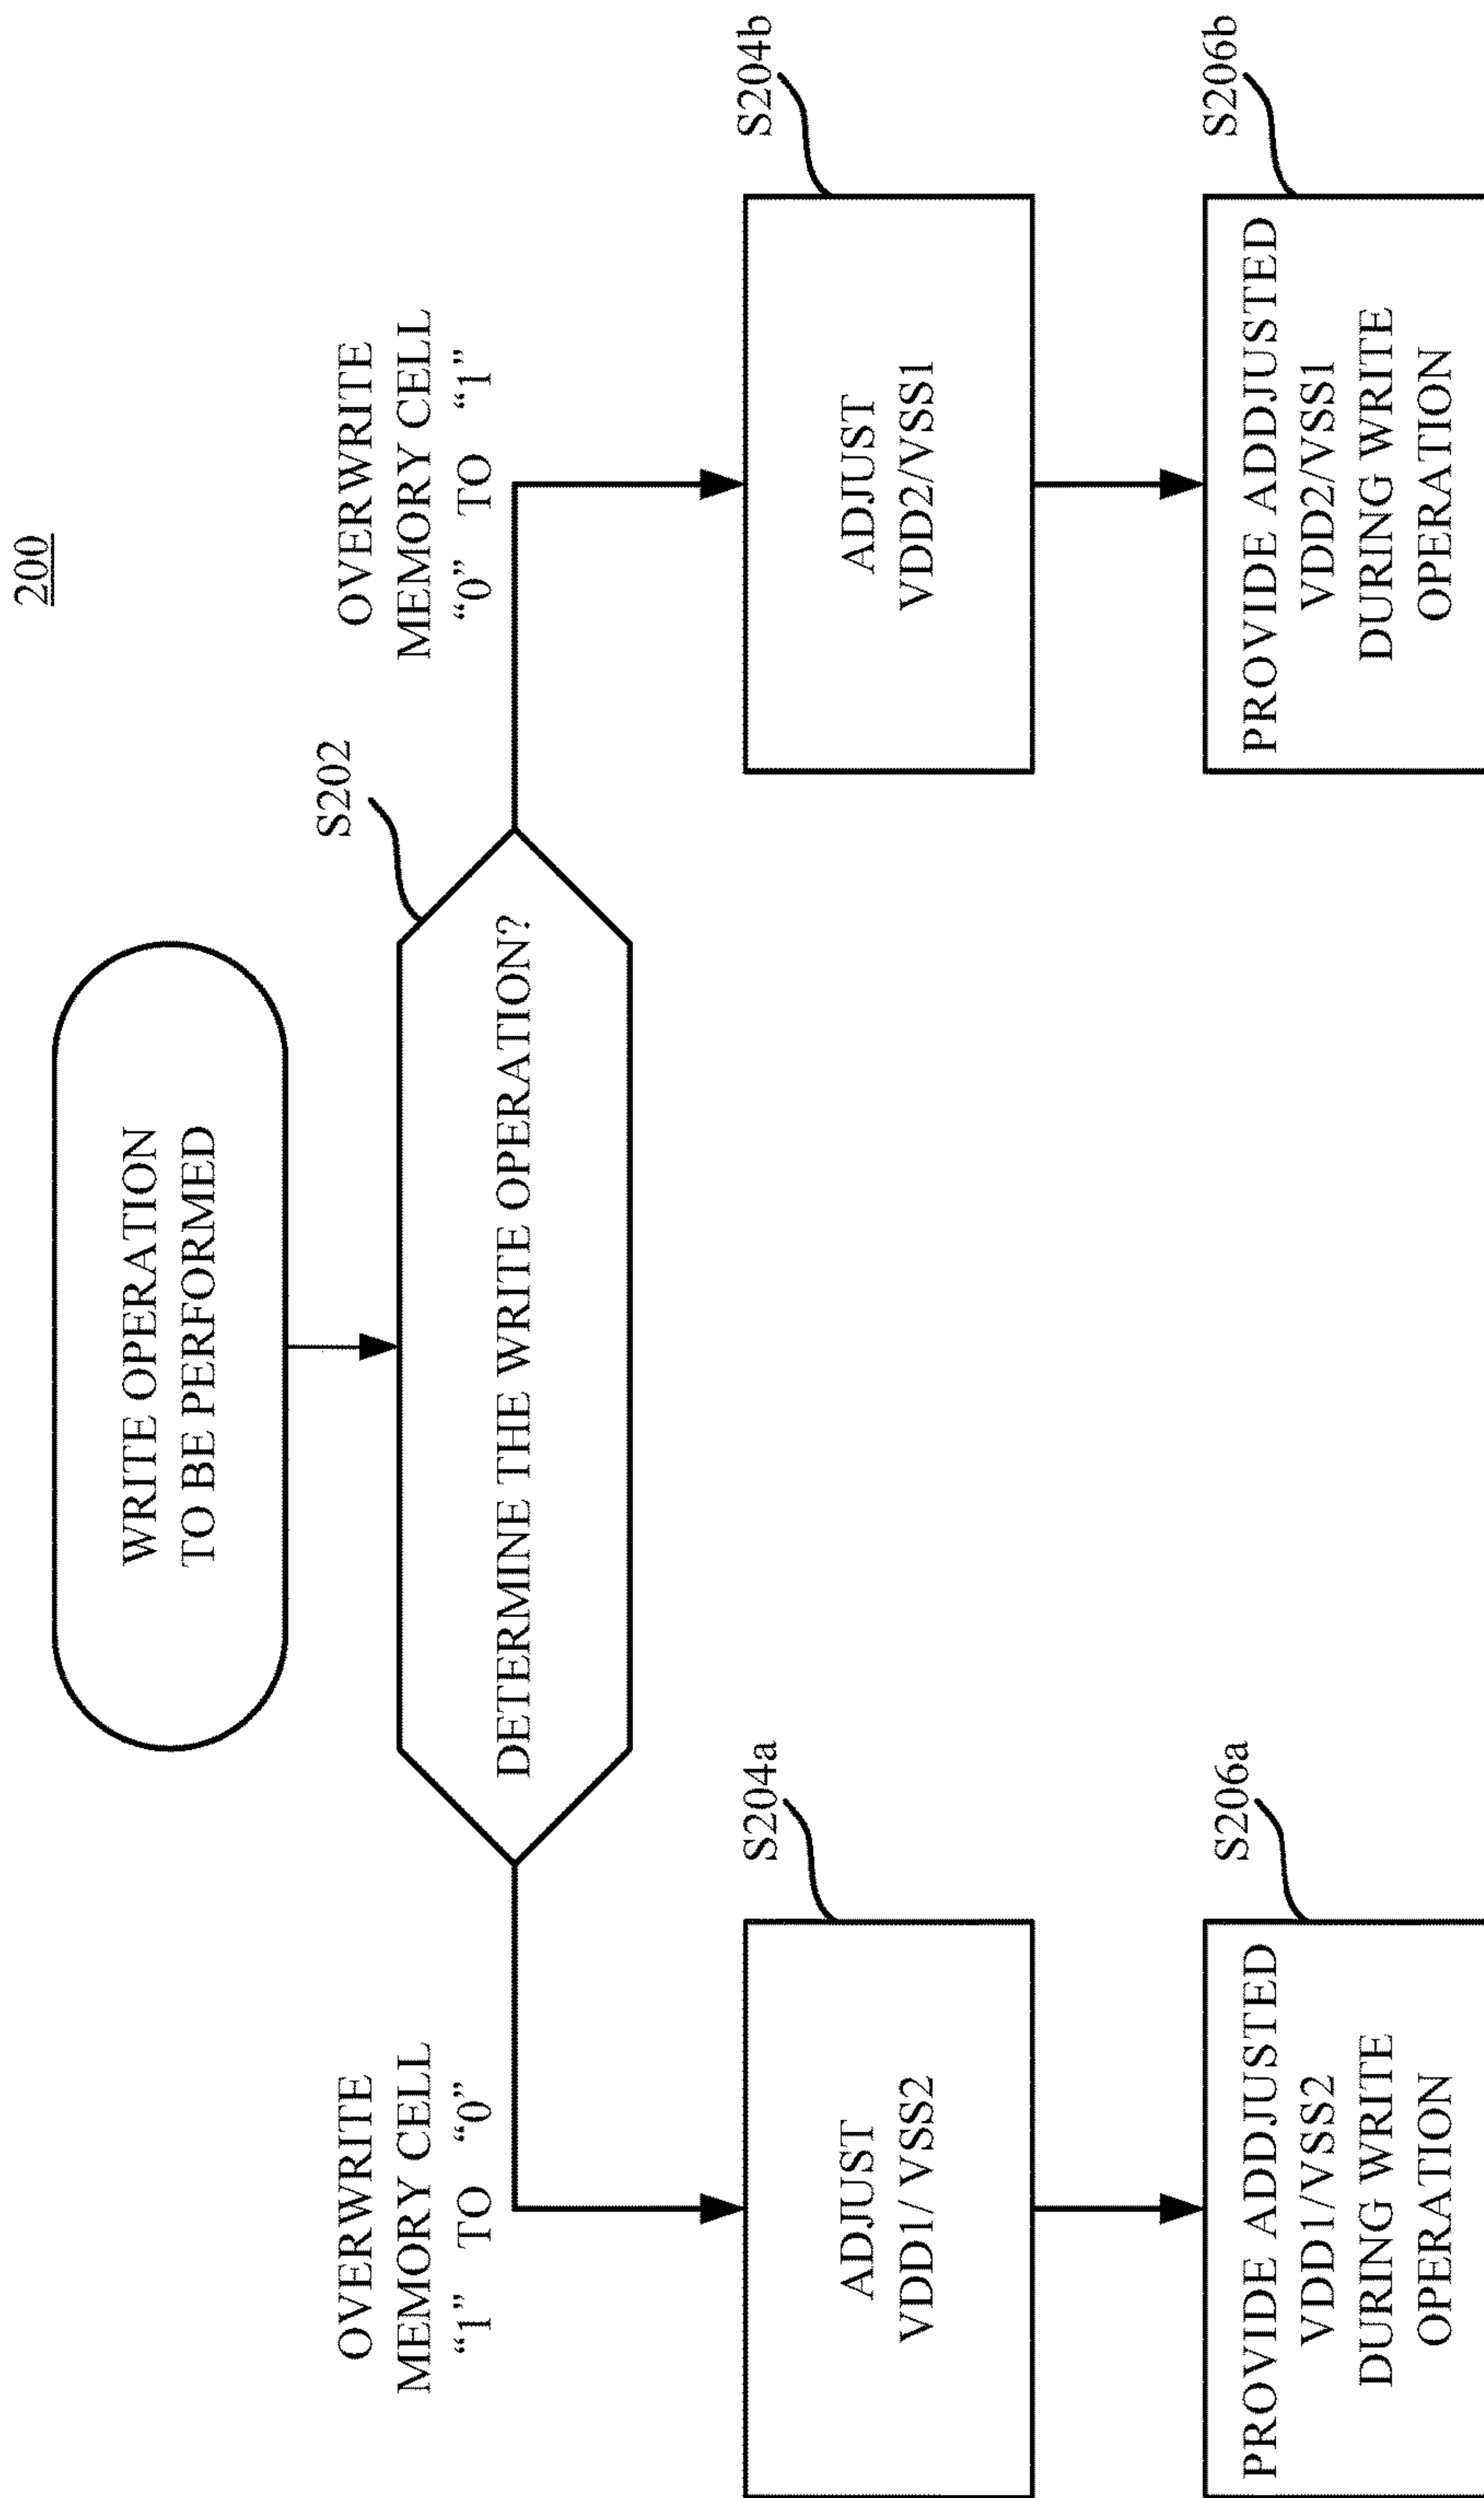 200
WRITE OPERATION
TO BE PERFORMED
S202
DETERMINE THE WRITE OPERATION?
OVERWRITE
MEMORY CELL
“1” TO “0”
OVERWRITE
MEMORY CELL
“0” TO “1”
S204a
ADJUST
VDD1/ VSS2
S204b
ADJUST
VDD2/VSS1
S206a
PROVIDE ADDJUSTED
VDD1/VSS2
DURING WRITE
OPERATION
S206b
PROVIDE ADDJUSTED
VDD2/VSS1
DURING WRITE
OPERATION